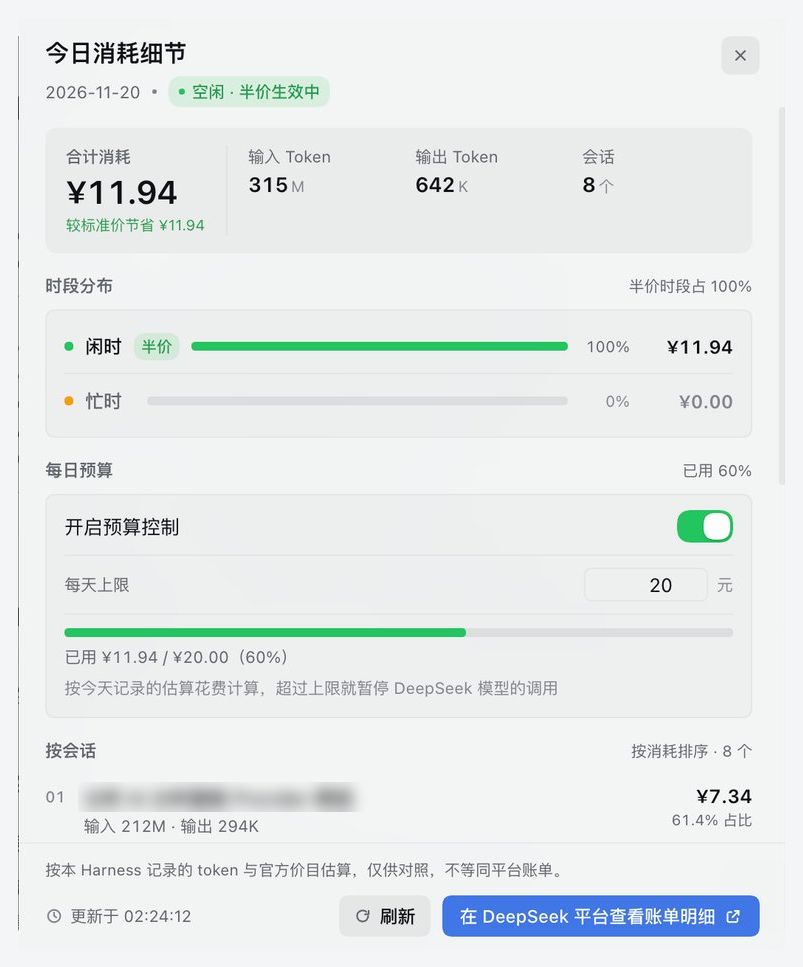 今日消耗细节
2026-11-20 • 空闲 · 半价生效中
合计消耗
¥11.94
较标准价节省 ¥11.94
输入 Token
315 M
输出 Token
642 K
会话
8 个
时段分布 半价时段占 100%
闲时 半价 100% ¥11.94
忙时 0% ¥0.00
每日预算 已用 60%
开启预算控制
每天上限 20 元
已用 ¥11.94 / ¥20.00（60%）
按今天记录的估算花费计算，超过上限就暂停 DeepSeek 模型的调用
按会话 按消耗排序 · 8 个
01 ¥7.34
输入 212M · 输出 294K 61.4% 占比
按本 Harness 记录的 token 与官方价目估算，仅供对照，不等同平台账单。
更新于 02:24:12 刷新 在 DeepSeek 平台查看账单明细